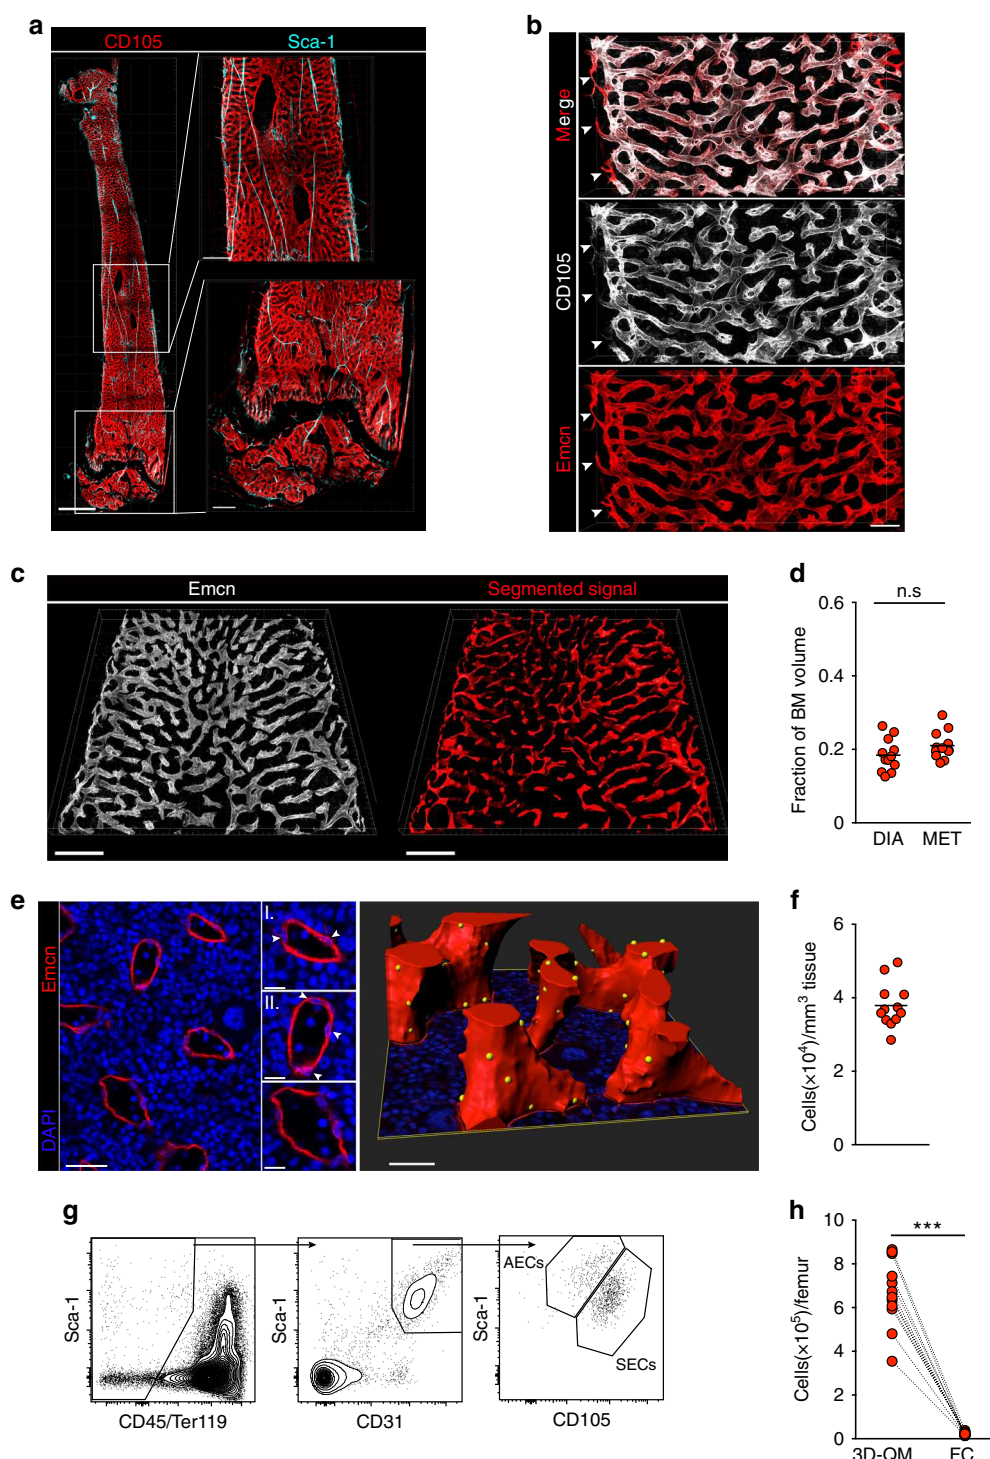 a
CD105
Sca-1
b
Merge
CD105
Emcn
c
Emcn
Segmented signal
d
n.s
0.6
0.4
0.2
0
Fraction of BM volume
DIA
MET
e
Emcn
DAPI
I.
II.
f
6
4
2
0
Cells(×10⁴)/mm³ tissue
g
Sca-1
CD45/Ter119
Sca-1
CD31
AECs
SECs
Sca-1
CD105
h
***
10
8
6
4
2
0
Cells(×10⁵)/femur
3D-QM
FC